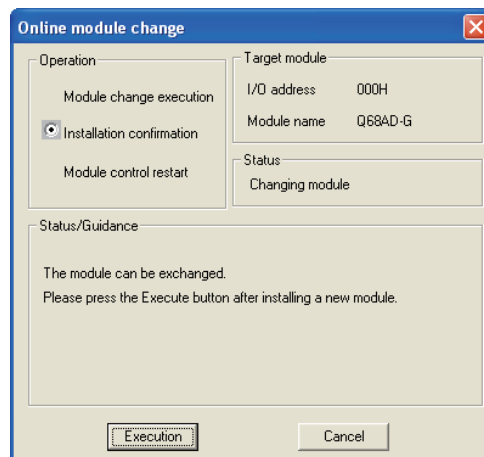 Online module change
Operation
Module change execution
Installation confirmation
Module control restart
Target module
I/O address 000H
Module name Q68AD-G
Status
Changing module
Status/Guidance
The module can be exchanged.
Please press the Execute button after installing a new module.
Execution
Cancel